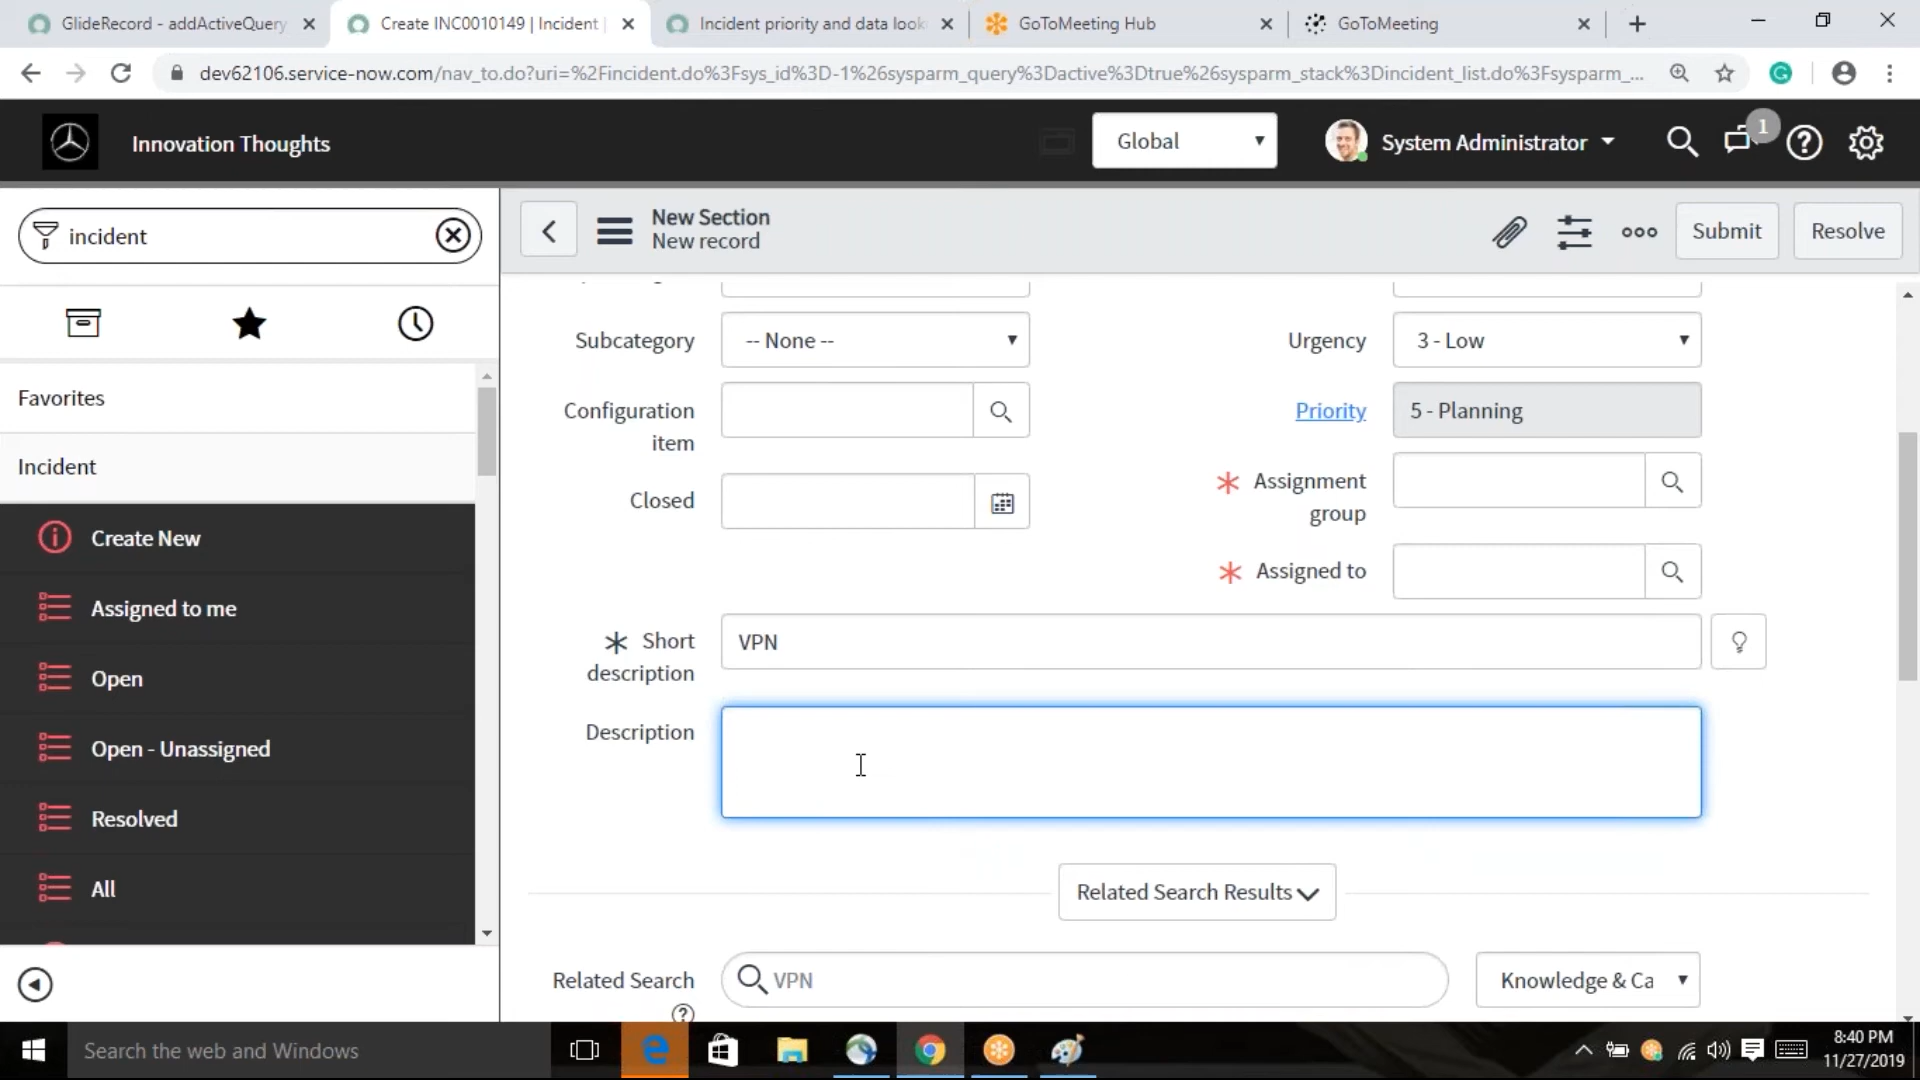 GlideRecord - addActiveQuery
Create INC0010149 | Incident |
Incident priority and data look
GoToMeeting Hub
GoToMeeting
dev62106.service-now.com/nav_to.do?uri=%2Fincident.do%3Fsys_id%3D-1%26sysparm_query%3Dactive%3Dtrue%26sysparm_stack%3Dincident_list.do%3Fsysparm_...
Innovation Thoughts
Global
System Administrator
1
incident
New Section
New record
Submit
Resolve
Favorites
Incident
Create New
Assigned to me
Open
Open - Unassigned
Resolved
All
Subcategory
-- None --
Urgency
3 - Low
Configuration
item
Priority
5 - Planning
Closed
Assignment
group
Assigned to
Short
description
VPN
Description
Related Search Results
Related Search
VPN
Knowledge & Ca
Search the web and Windows
8:40 PM
11/27/2019